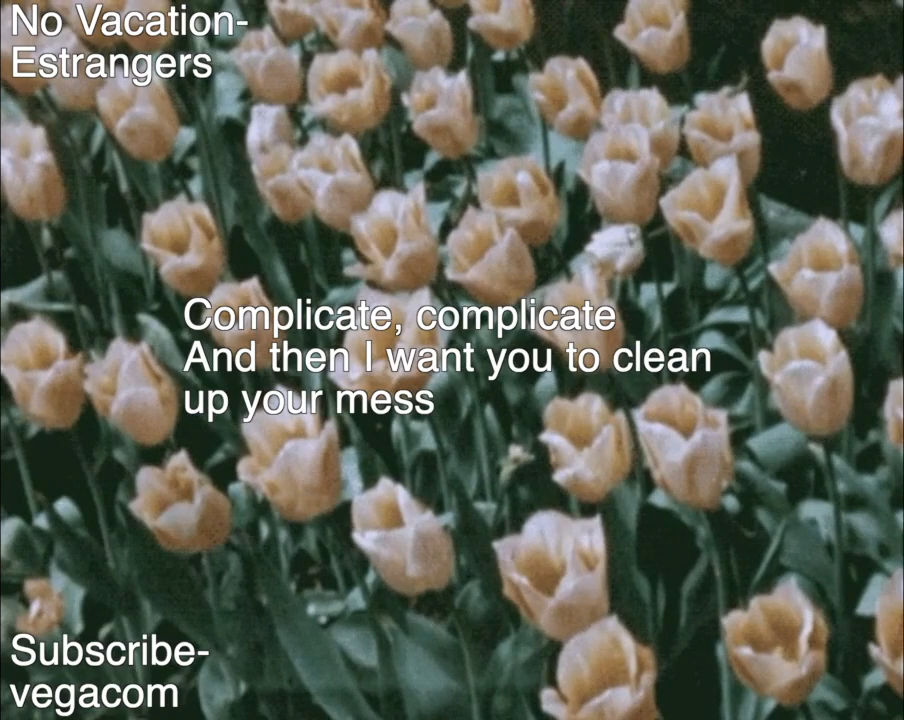 No Vacation-
Estrangers
Complicate, complicate
And then I want you to clean
up your mess
Subscribe-
vegacom